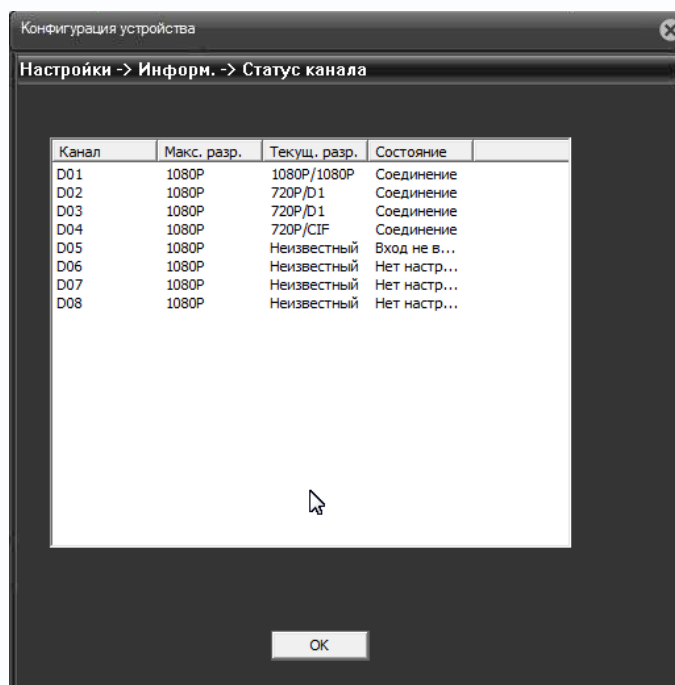 Конфигурация устройства
Настройки -> Информ. -> Статус канала
Канал Макс. разр. Текущ. разр. Состояние
D01 1080P 1080P/1080P Соединение
D02 1080P 720P/D1 Соединение
D03 1080P 720P/D1 Соединение
D04 1080P 720P/CIF Соединение
D05 1080P Неизвестный Вход не в...
D06 1080P Неизвестный Нет настр...
D07 1080P Неизвестный Нет настр...
D08 1080P Неизвестный Нет настр...
OK